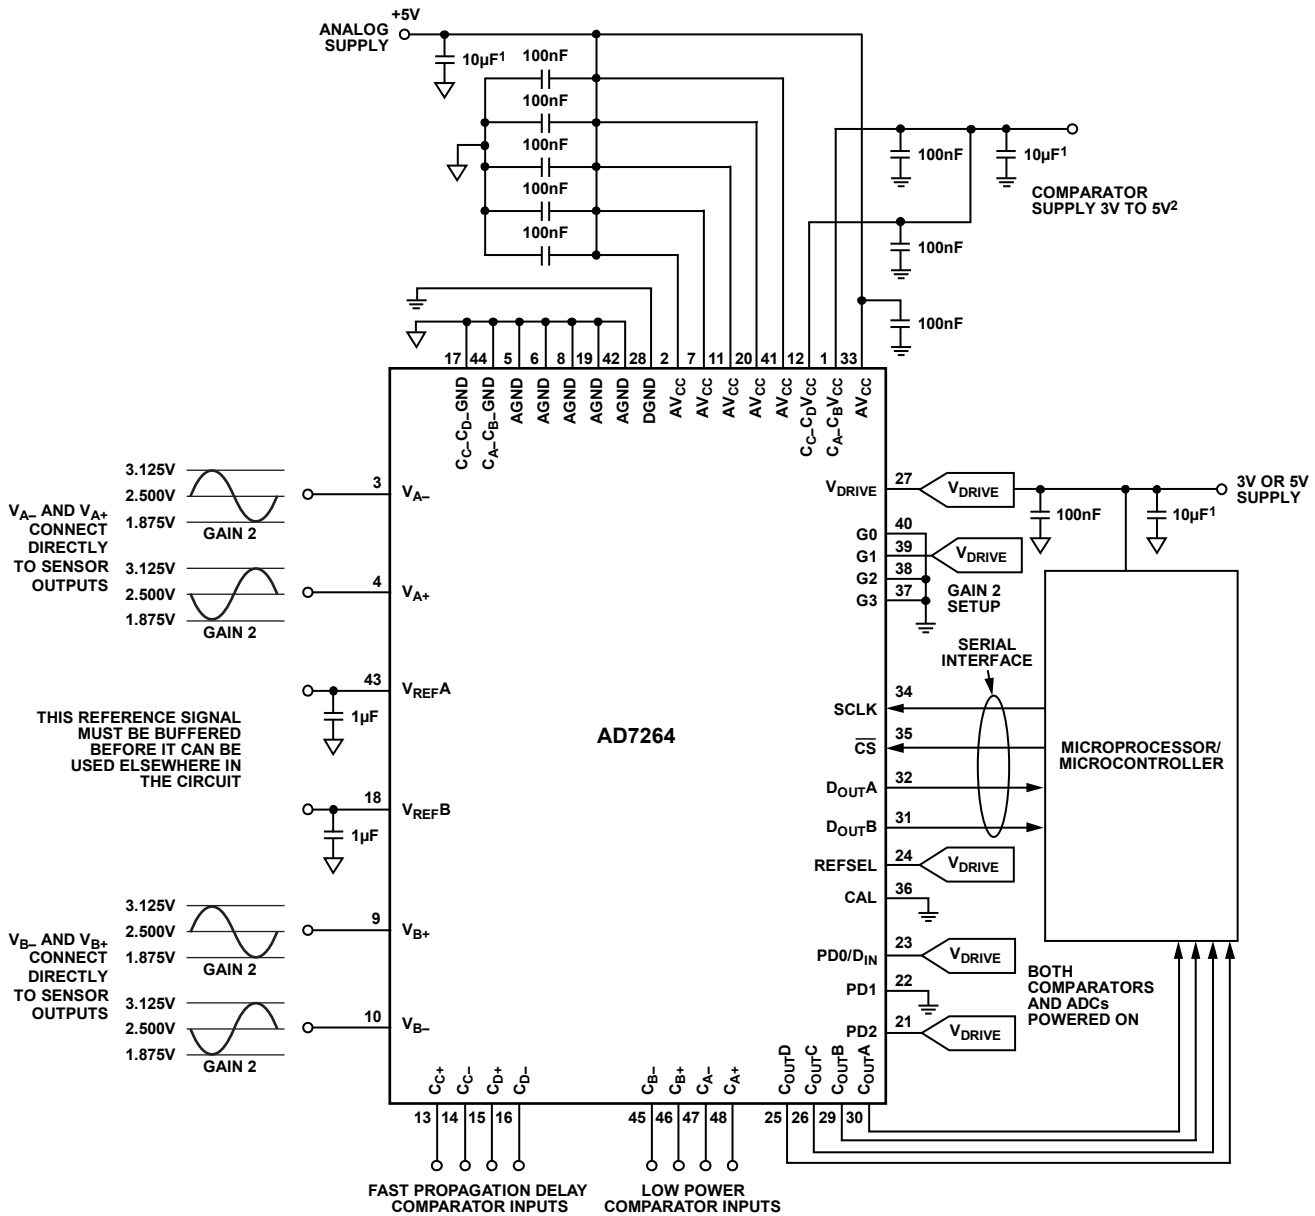 +5V
ANALOG
SUPPLY
10µF1
100nF
100nF
100nF
100nF
100nF
100nF
10µF1
COMPARATOR
SUPPLY 3V TO 5V2
100nF
100nF
17 44 5 6 8 19 42 28 2 7 11 20 41 12 1 33
CC–CD–GND
CA–CB–GND
AGND
AGND
AGND
AGND
AGND
DGND
AVCC
AVCC
AVCC
AVCC
AVCC
CC–CDVCC
CA–CBVCC
AVCC
VA– AND VA+
CONNECT
DIRECTLY
TO SENSOR
OUTPUTS
3.125V
2.500V
1.875V
GAIN 2
3 VA–
3.125V
2.500V
1.875V
GAIN 2
4 VA+
THIS REFERENCE SIGNAL
MUST BE BUFFERED
BEFORE IT CAN BE
USED ELSEWHERE IN
THE CIRCUIT
43 VREFA
1µF
18 VREFB
1µF
AD7264
VB– AND VB+
CONNECT
DIRECTLY
TO SENSOR
OUTPUTS
3.125V
2.500V
1.875V
GAIN 2
9 VB+
3.125V
2.500V
1.875V
GAIN 2
10 VB–
VDRIVE 27 VDRIVE
3V OR 5V
SUPPLY
100nF
10µF1
G0 40
G1 39 VDRIVE
G2 38
G3 37
GAIN 2
SETUP
SERIAL
INTERFACE
SCLK 34
CS 35
DOUTA 32
DOUTB 31
MICROPROCESSOR/
MICROCONTROLLER
REFSEL 24 VDRIVE
CAL 36
PD0/DIN 23 VDRIVE
PD1 22
PD2 21 VDRIVE
BOTH
COMPARATORS
AND ADCs
POWERED ON
CC+
CC–
CD+
CD–
CB–
CB+
CA–
CA+
COUTD
COUTC
COUTB
COUTA
13 14 15 16 45 46 47 48 25 26 29 30
FAST PROPAGATION DELAY
COMPARATOR INPUTS
LOW POWER
COMPARATOR INPUTS